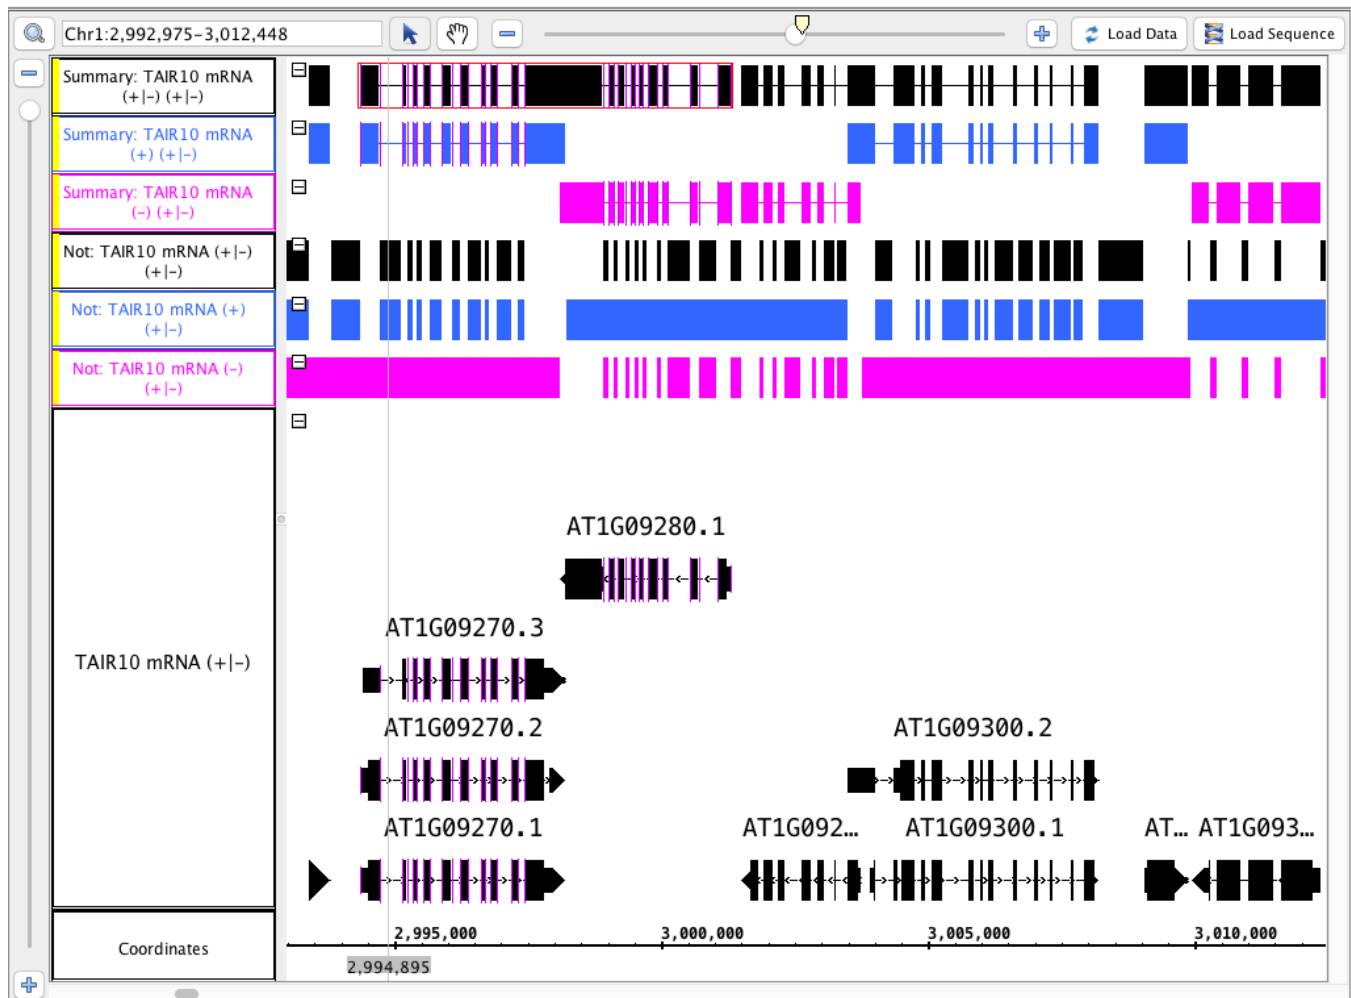 Chr1:2,992,975-3,012,448
Load Data
Load Sequence
Summary: TAIR10 mRNA
(+|-) (+|-)
Summary: TAIR10 mRNA
(+) (+|-)
Summary: TAIR10 mRNA
(-) (+|-)
Not: TAIR10 mRNA (+|-)
(+|-)
Not: TAIR10 mRNA (+)
(+|-)
Not: TAIR10 mRNA (-)
(+|-)
AT1G09280.1
AT1G09270.3
TAIR10 mRNA (+|-)
AT1G09270.2
AT1G09300.2
AT1G09270.1
AT1G092...
AT1G09300.1
AT...
AT1G093...
Coordinates
2,995,000
3,000,000
3,005,000
3,010,000
2,994,895